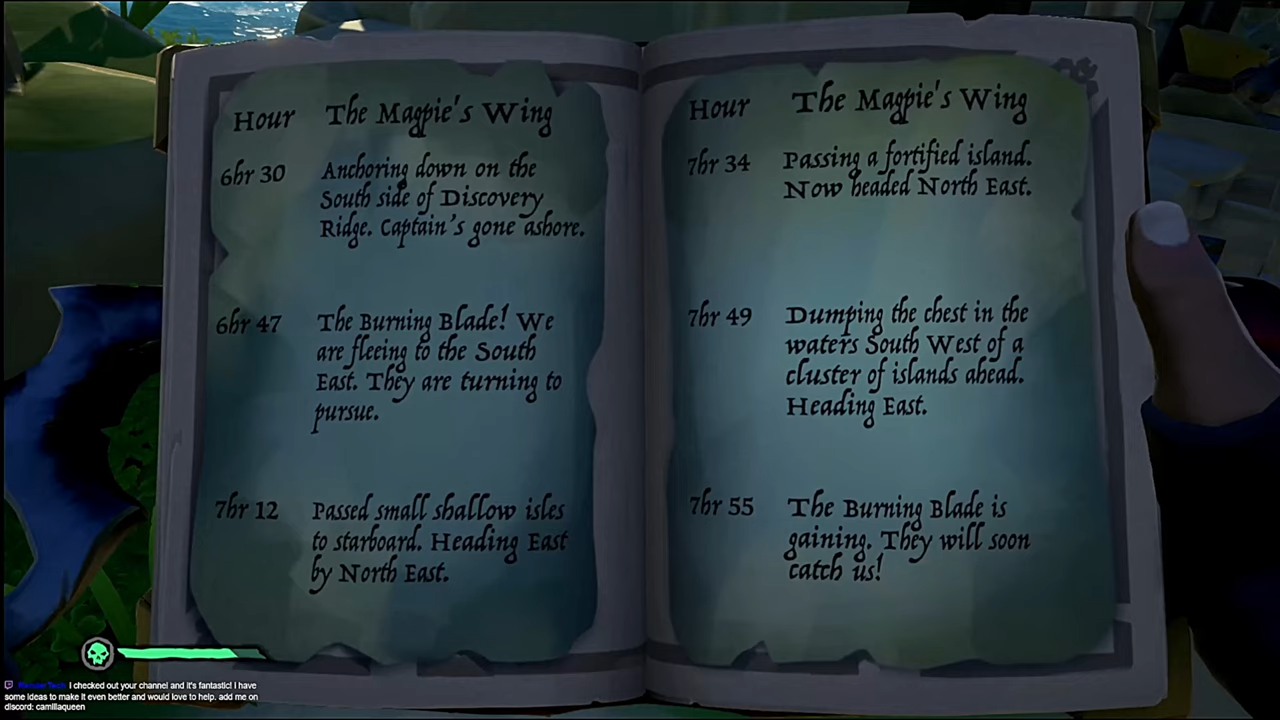 Hour The Magpie's Wing
6hr 30 Anchoring down on the
South side of Discovery
Ridge. Captain's gone ashore.
6hr 47 The Burning Blade! We
are fleeing to the South
East. They are turning to
pursue.
7hr 12 Passed small shallow isles
to starboard. Heading East
by North East.
Hour The Magpie's Wing
7hr 34 Passing a fortified island.
Now headed North East.
7hr 49 Dumping the chest in the
waters South West of a
cluster of islands ahead.
Heading East.
7hr 55 The Burning Blade is
gaining. They will soon
catch us!
I checked out your channel and it's fantastic! I have
some ideas to make it even better and would love to help. add me on
discord: camillaqueen